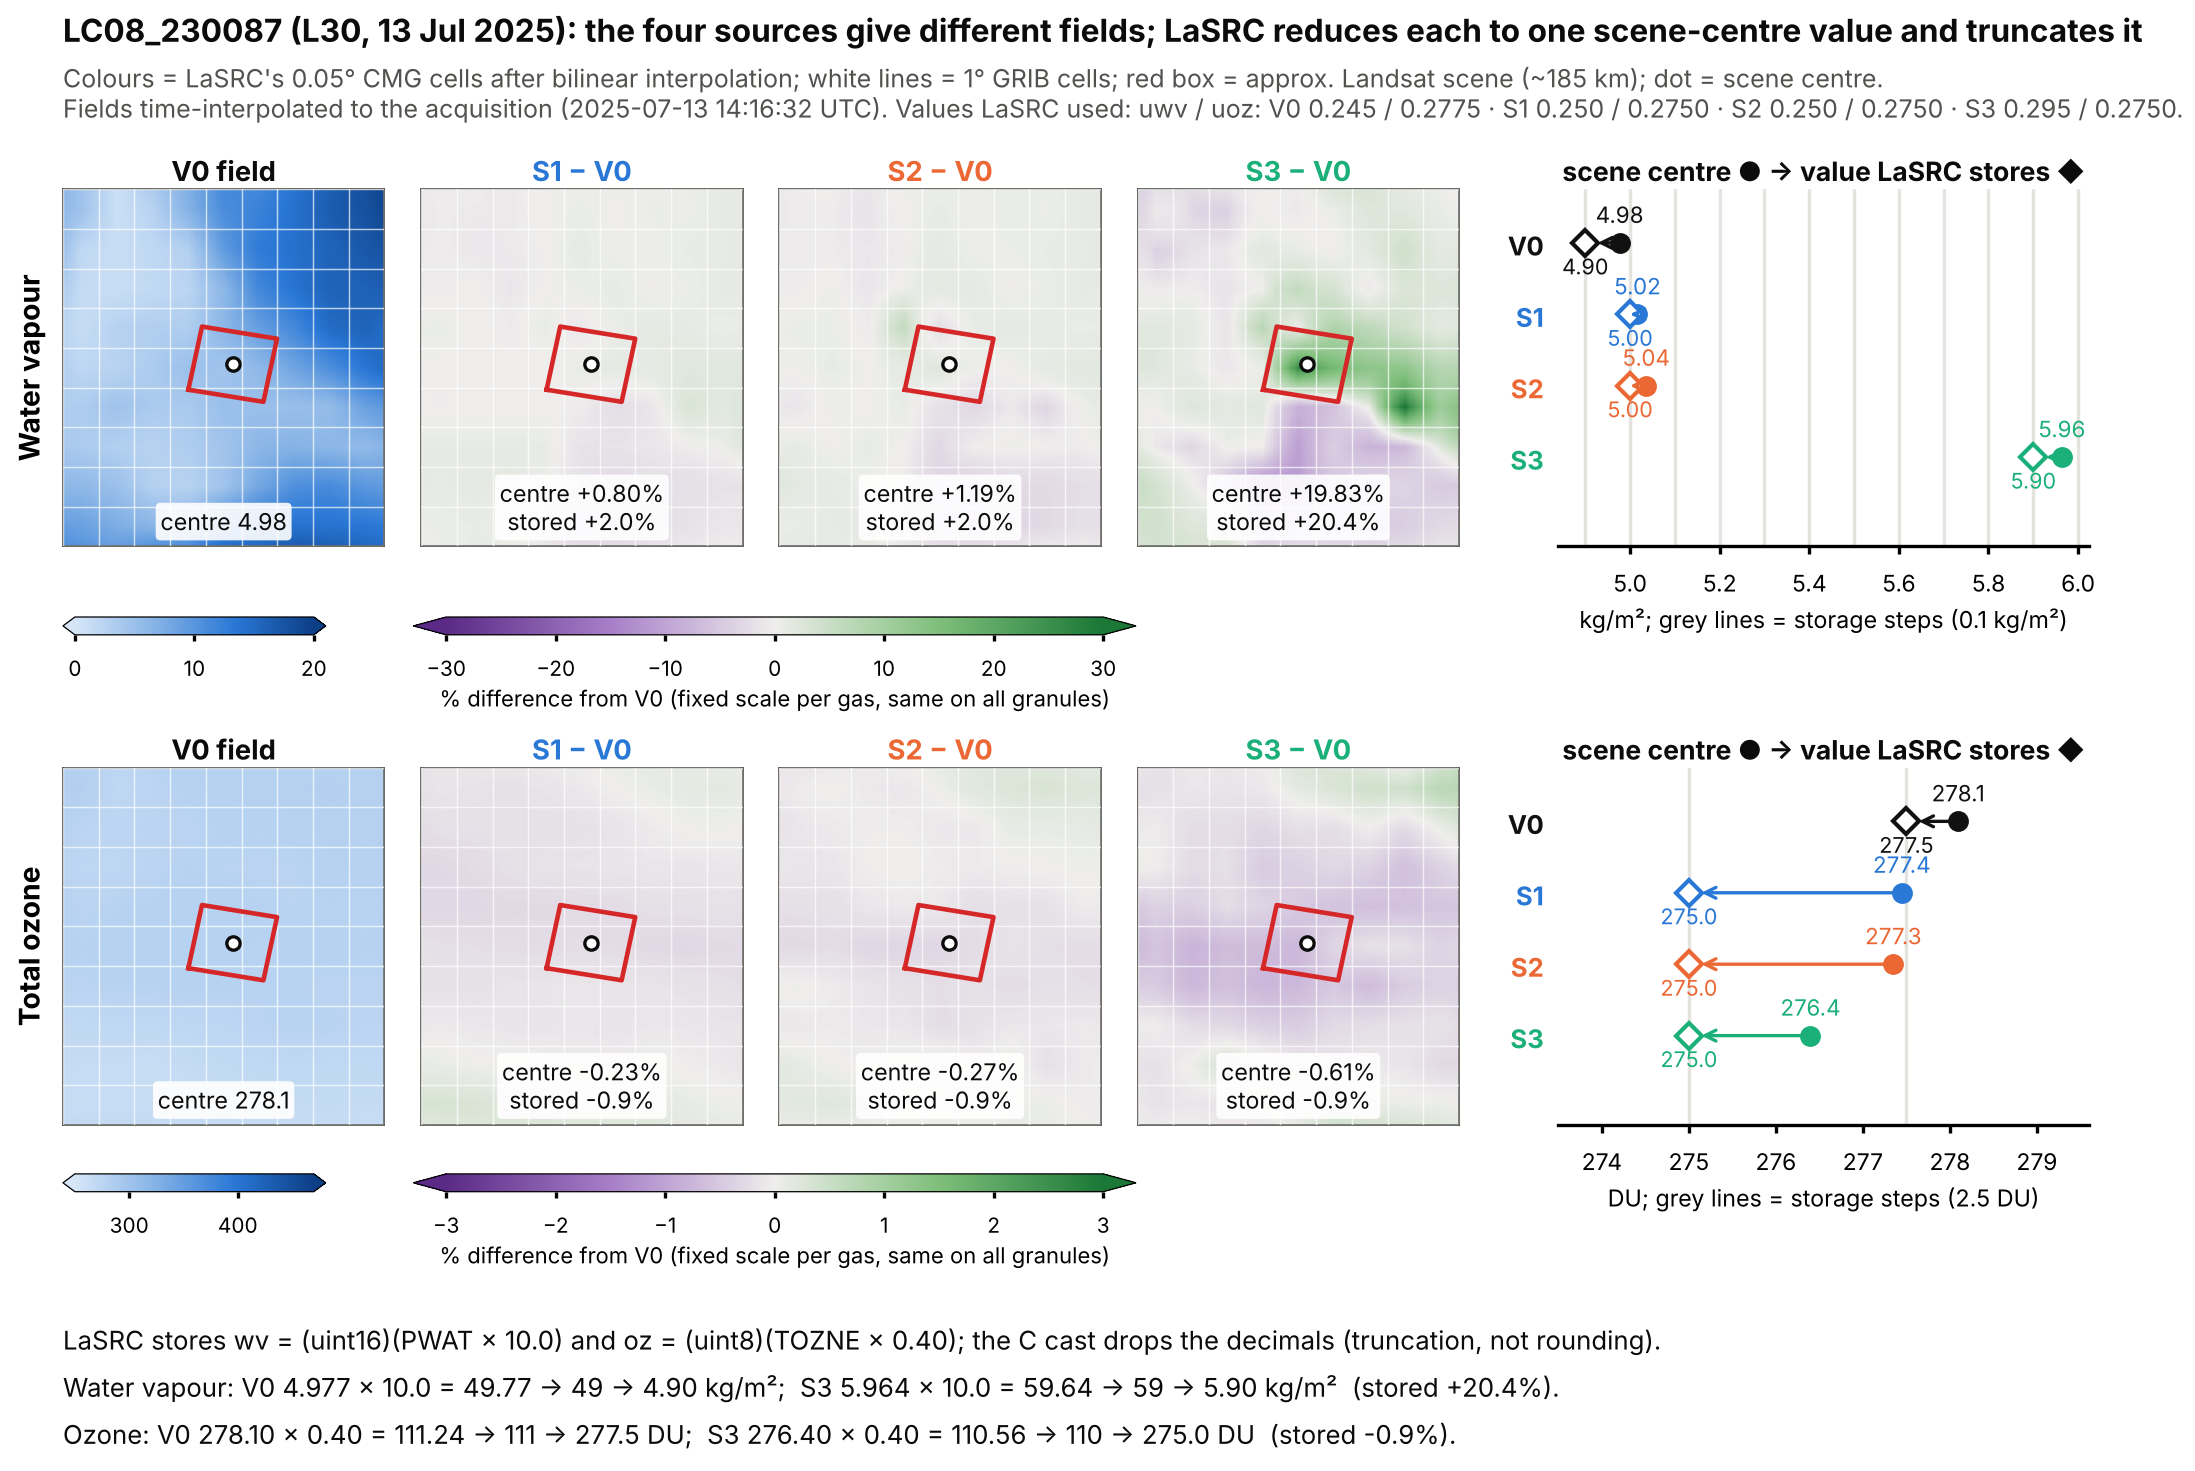 LC08_230087 (L30, 13 Jul 2025): the four sources give different fields; LaSRC reduces each to one scene-centre value and truncates it
Colours = LaSRC's 0.05° CMG cells after bilinear interpolation; white lines = 1° GRIB cells; red box = approx. Landsat scene (~185 km); dot = scene centre.
Fields time-interpolated to the acquisition (2025-07-13 14:16:32 UTC). Values LaSRC used: uwv / uoz: V0 0.245 / 0.2775 · S1 0.250 / 0.2750 · S2 0.250 / 0.2750 · S3 0.295 / 0.2750.
V0 field
S1 − V0
S2 − V0
S3 − V0
scene centre ● → value LaSRC stores ◆
Water vapour
centre 4.98
centre +0.80%
stored +2.0%
centre +1.19%
stored +2.0%
centre +19.83%
stored +20.4%
V0
4.98
4.90
S1
5.02
5.00
S2
5.04
5.00
S3
5.96
5.90
5.0 5.2 5.4 5.6 5.8 6.0
kg/m²; grey lines = storage steps (0.1 kg/m²)
0 10 20
−30 −20 −10 0 10 20 30
% difference from V0 (fixed scale per gas, same on all granules)
V0 field
S1 − V0
S2 − V0
S3 − V0
scene centre ● → value LaSRC stores ◆
Total ozone
centre 278.1
centre -0.23%
stored -0.9%
centre -0.27%
stored -0.9%
centre -0.61%
stored -0.9%
V0
278.1
277.5
S1
277.4
275.0
S2
277.3
275.0
S3
276.4
275.0
274 275 276 277 278 279
DU; grey lines = storage steps (2.5 DU)
300 400
−3 −2 −1 0 1 2 3
% difference from V0 (fixed scale per gas, same on all granules)
LaSRC stores wv = (uint16)(PWAT × 10.0) and oz = (uint8)(TOZNE × 0.40); the C cast drops the decimals (truncation, not rounding).
Water vapour: V0 4.977 × 10.0 = 49.77 → 49 → 4.90 kg/m²; S3 5.964 × 10.0 = 59.64 → 59 → 5.90 kg/m² (stored +20.4%).
Ozone: V0 278.10 × 0.40 = 111.24 → 111 → 277.5 DU; S3 276.40 × 0.40 = 110.56 → 110 → 275.0 DU (stored -0.9%).